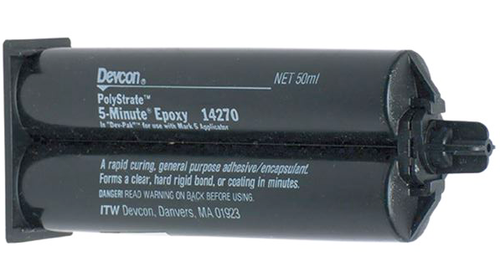 Devcon®
NET 50ml
PolyStrate™
5-Minute® Epoxy 14270
In "Dev-Pak"™ for use with Mark 5 Applicator
A rapid curing, general purpose adhesive/encapsulant.
Forms a clear, hard rigid bond, or coating in minutes.
DANGER! READ WARNING ON BACK BEFORE USING.
ITW Devcon, Danvers, MA 01923